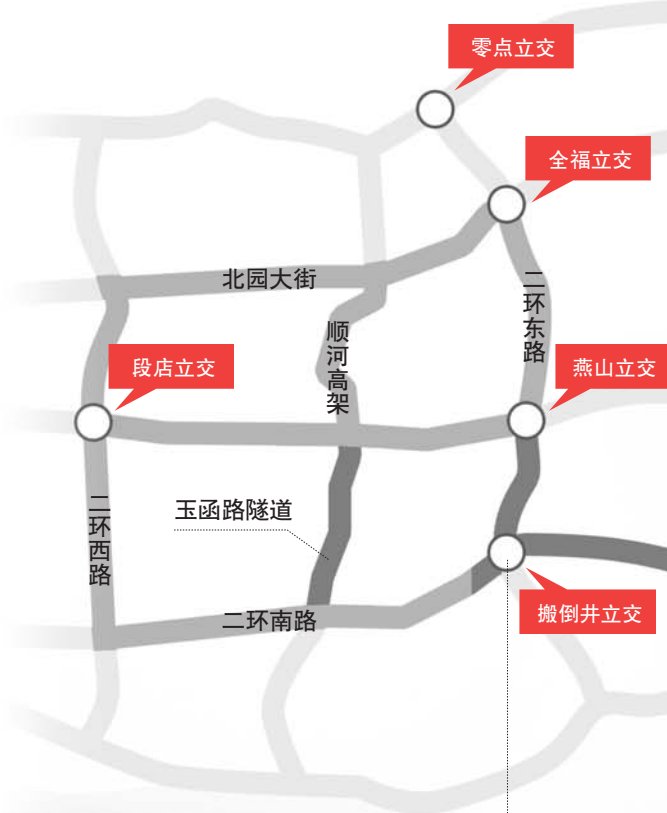 零点立交
全福立交
北园大街
二环东路
顺河高架
段店立交
燕山立交
二环西路
玉函路隧道
二环南路
搬倒井立交